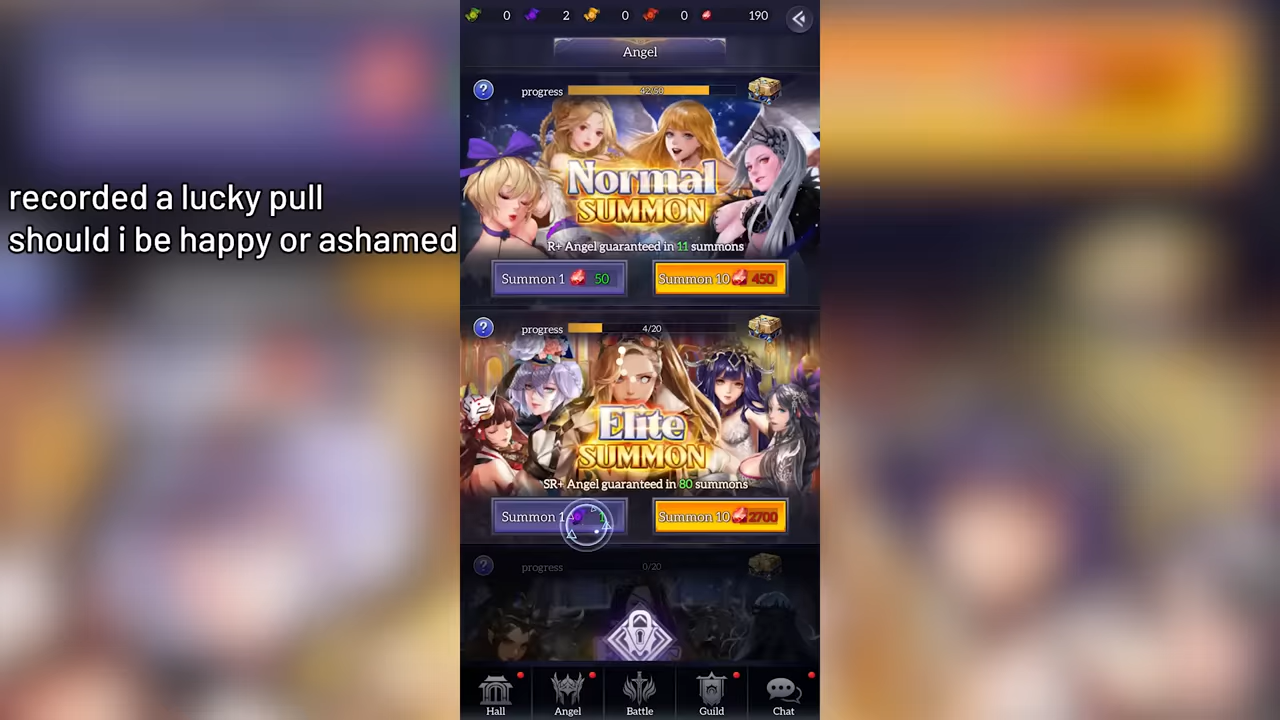 0 2 0 0 190
Angel
recorded a lucky pull
should i be happy or ashamed
progress 42/50
Normal
SUMMON
R+ Angel guaranteed in 11 summons
Summon 1 50
Summon 10 450
progress 4/20
Elite
SUMMON
SR+ Angel guaranteed in 80 summons
Summon 1
Summon 10 2700
progress 0/20
Hall Angel Battle Guild Chat